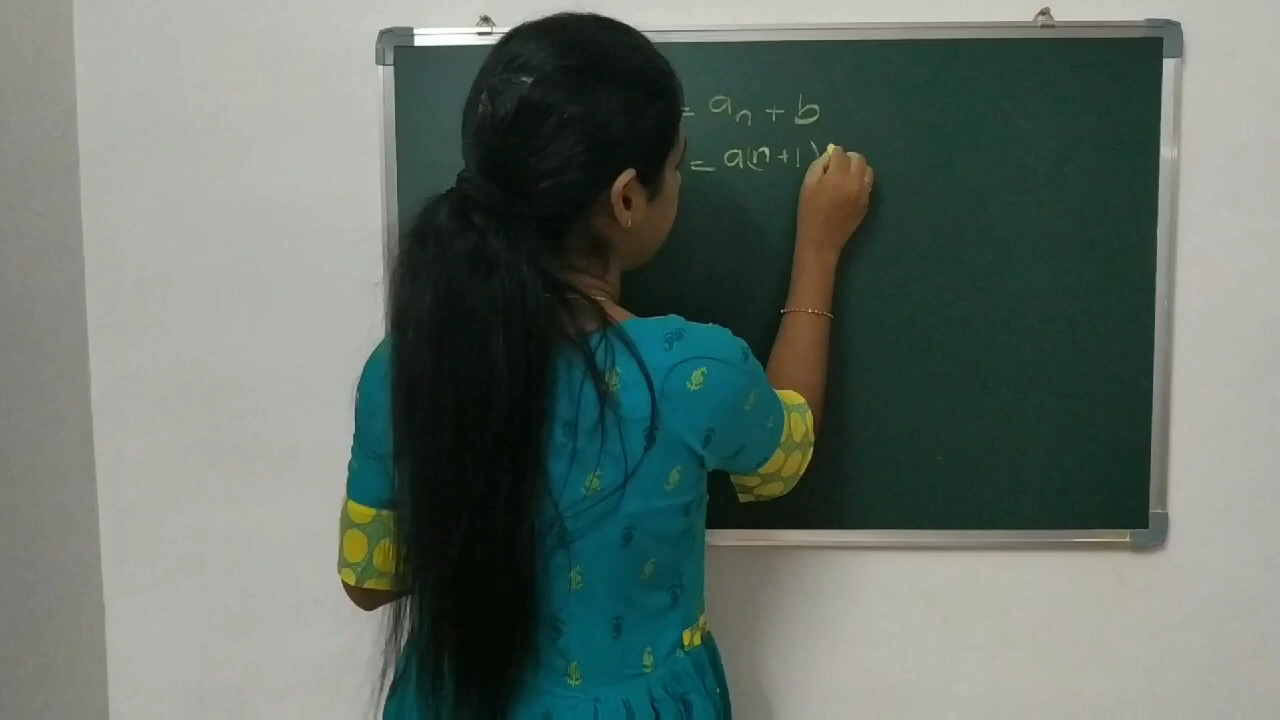 = an + b
= a(n+1)